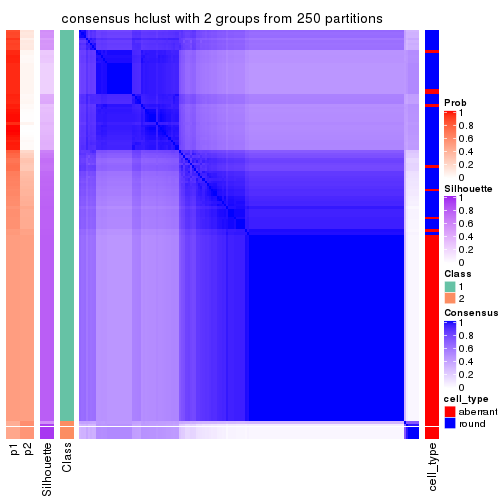 consensus hclust with 2 groups from 250 partitions
Prob
1
0.8
0.6
0.4
0.2
0
Silhouette
1
0.8
0.6
0.4
0.2
0
Class
1
2
Consensus
1
0.8
0.6
0.4
0.2
0
cell_type
aberrant
round
p1
p2
Silhouette
Class
cell_type